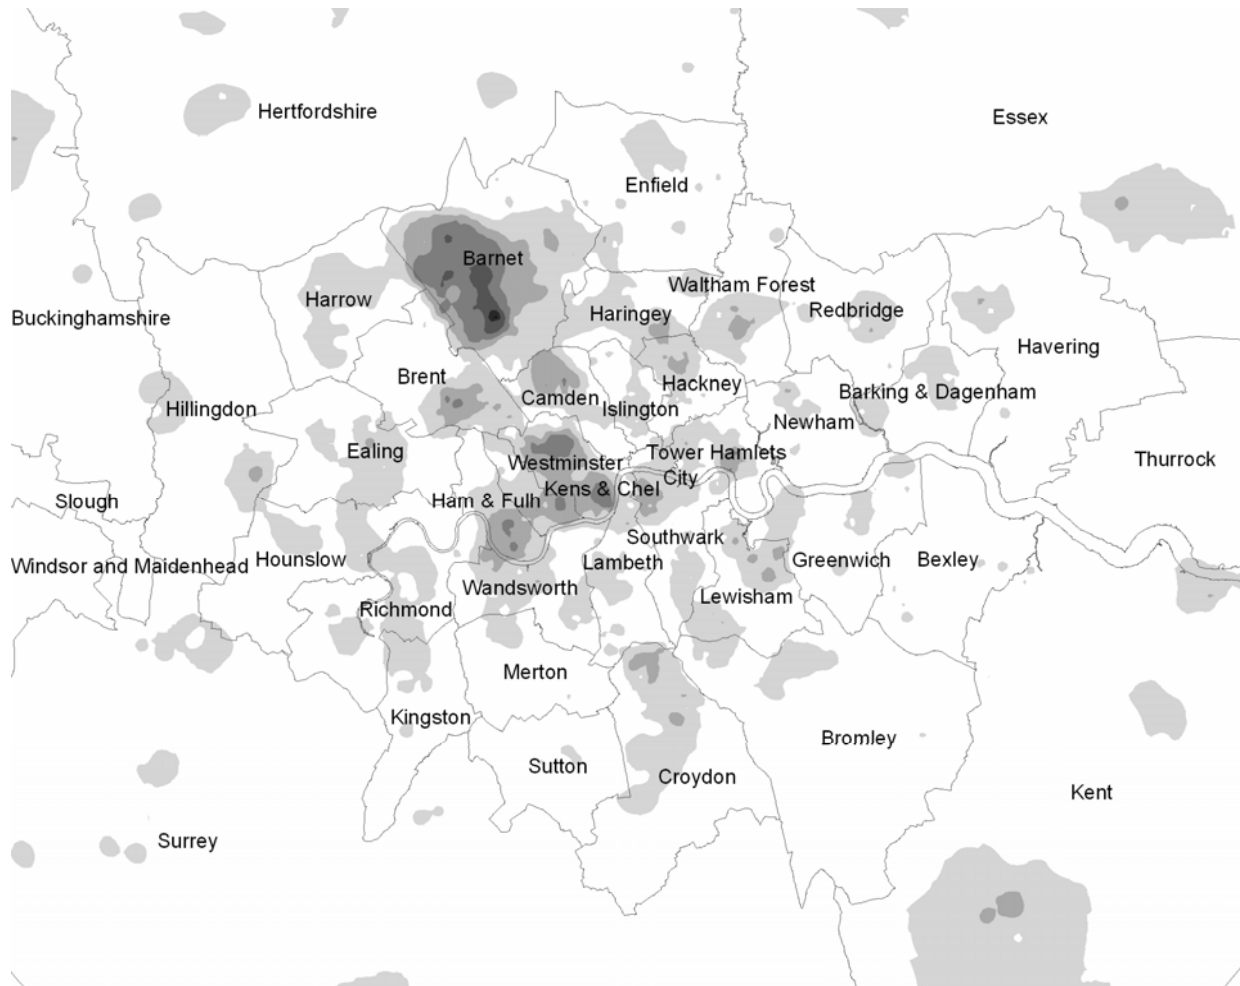 Hertfordshire
Essex
Enfield
Barnet
Waltham Forest
Harrow
Redbridge
Haringey
Buckinghamshire
Havering
Brent
Hackney
Barking & Dagenham
Camden
Islington
Hillingdon
Newham
Ealing
Tower Hamlets
Westminster
Thurrock
City
Kens & Chel
Ham & Fulh
Slough
Southwark
Hounslow
Lambeth
Greenwich
Bexley
Windsor and Maidenhead
Wandsworth
Lewisham
Richmond
Merton
Kingston
Bromley
Sutton
Croydon
Kent
Surrey